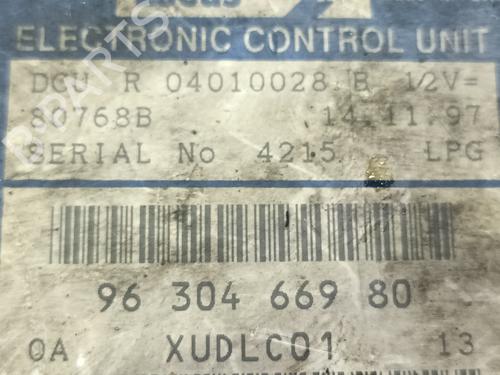 ELECTRONIC CONTROL UNIT
DCU R 04010028 B 12V=
80768B 14.11.97
SERIAL No 4215 LPG
96 304 669 80
0A XUDLC01 13
B-PARTS